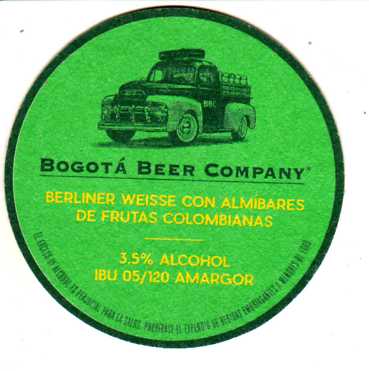 BBC
BOGOTÁ BEER COMPANY®
BERLINER WEISSE CON ALMÍBARES
DE FRUTAS COLOMBIANAS
3.5% ALCOHOL
IBU 05/120 AMARGOR
EL EXCESO DE ALCOHOL ES PERJUDICIAL PARA LA SALUD. PROHÍBESE EL EXPENDIO DE BEBIDAS EMBRIAGANTES A MENORES DE EDAD